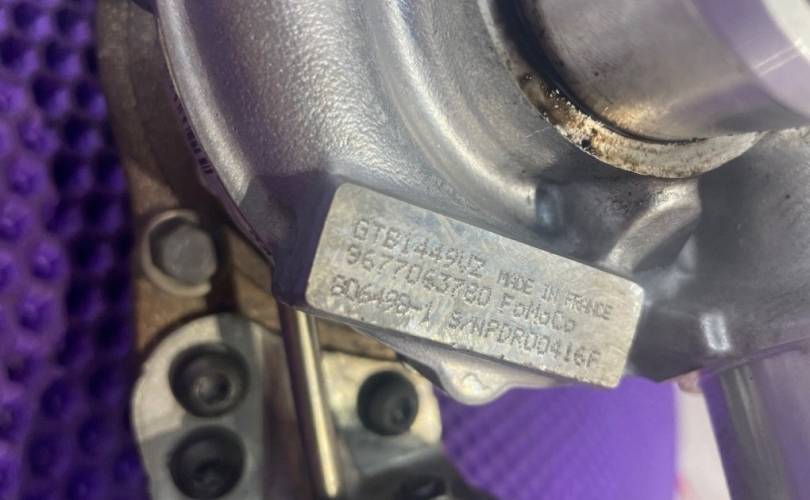 GTB1449VZ MADE IN FRANCE
9677063780 FoMoCo
806498-1 S/NPDR00416F